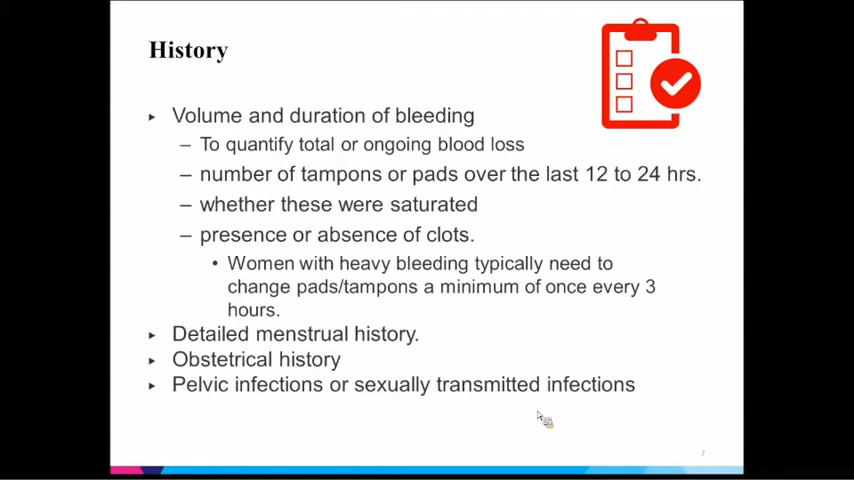 History
▸ Volume and duration of bleeding
– To quantify total or ongoing blood loss
– number of tampons or pads over the last 12 to 24 hrs.
– whether these were saturated
– presence or absence of clots.
• Women with heavy bleeding typically need to
change pads/tampons a minimum of once every 3
hours.
▸ Detailed menstrual history.
▸ Obstetrical history
▸ Pelvic infections or sexually transmitted infections
7